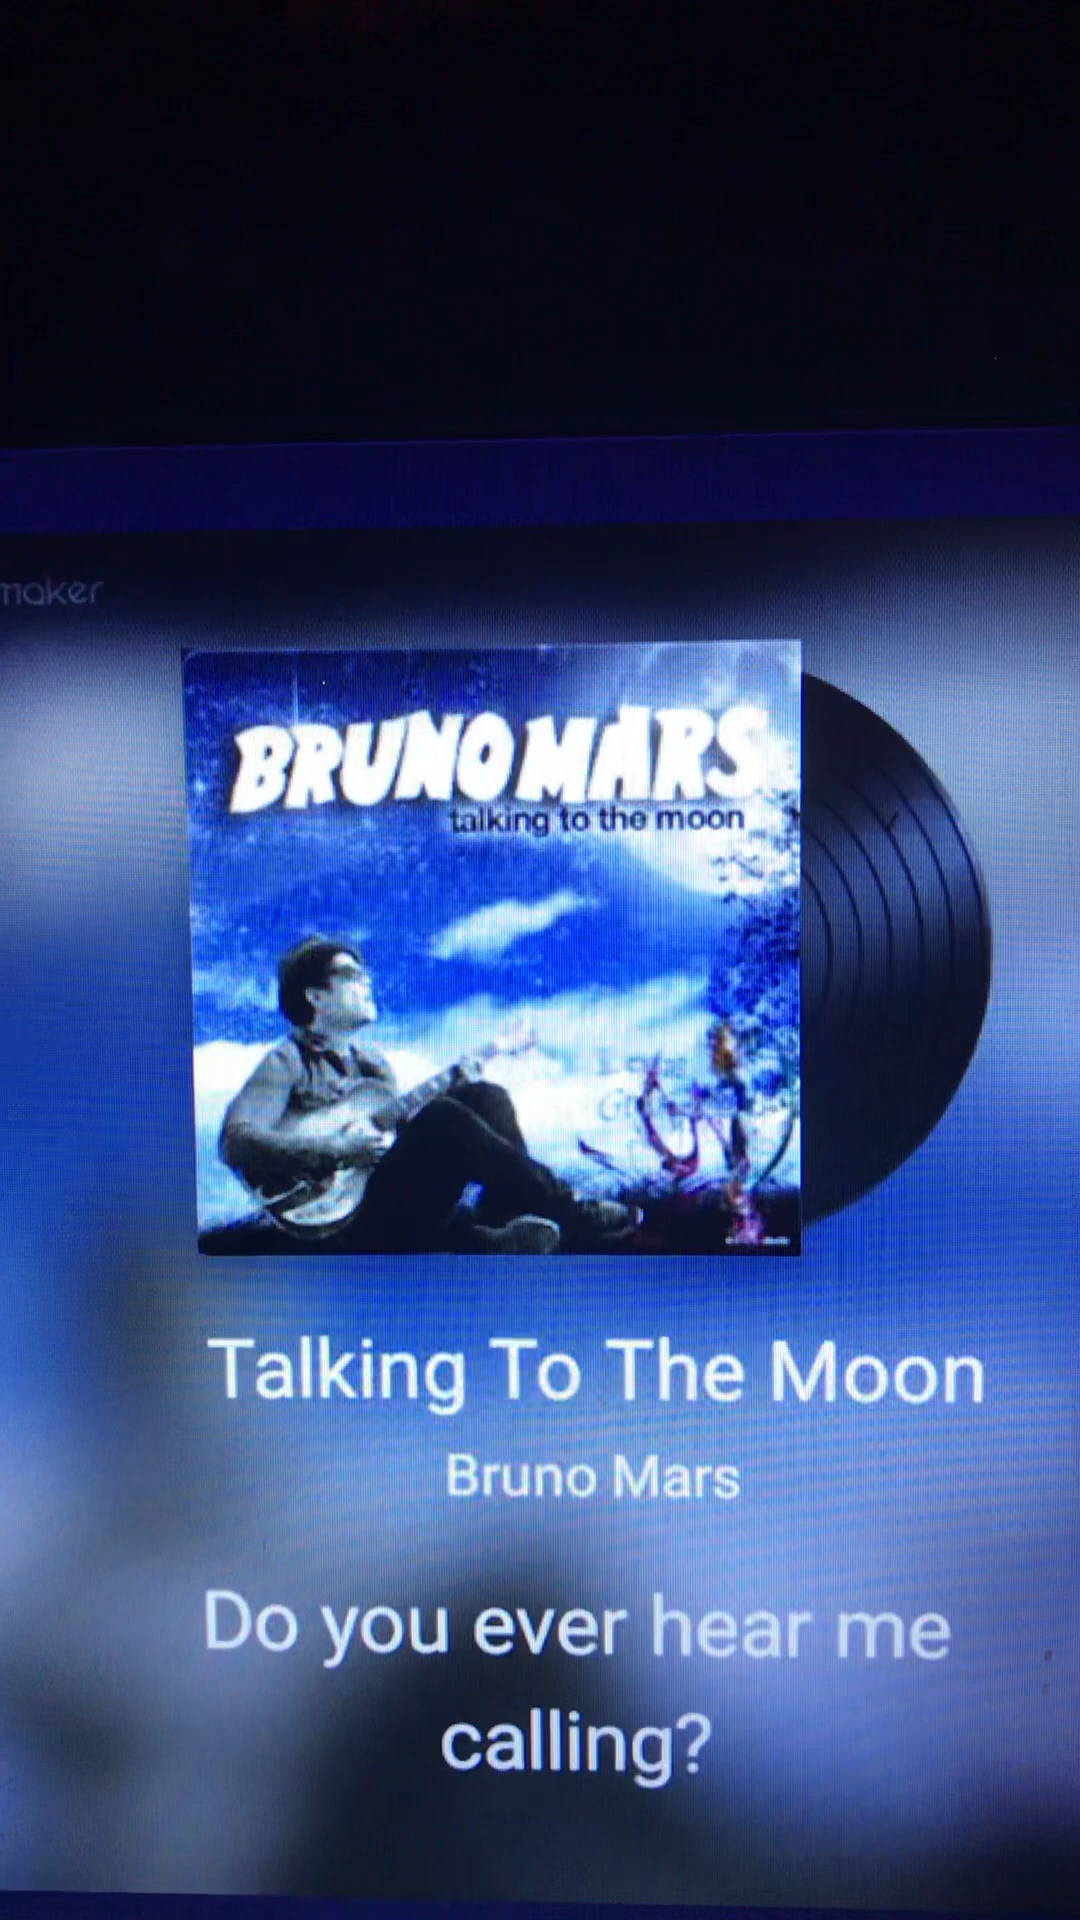 maker
BRUNO MARS
talking to the moon
Talking To The Moon
Bruno Mars
Do you ever hear me
calling?